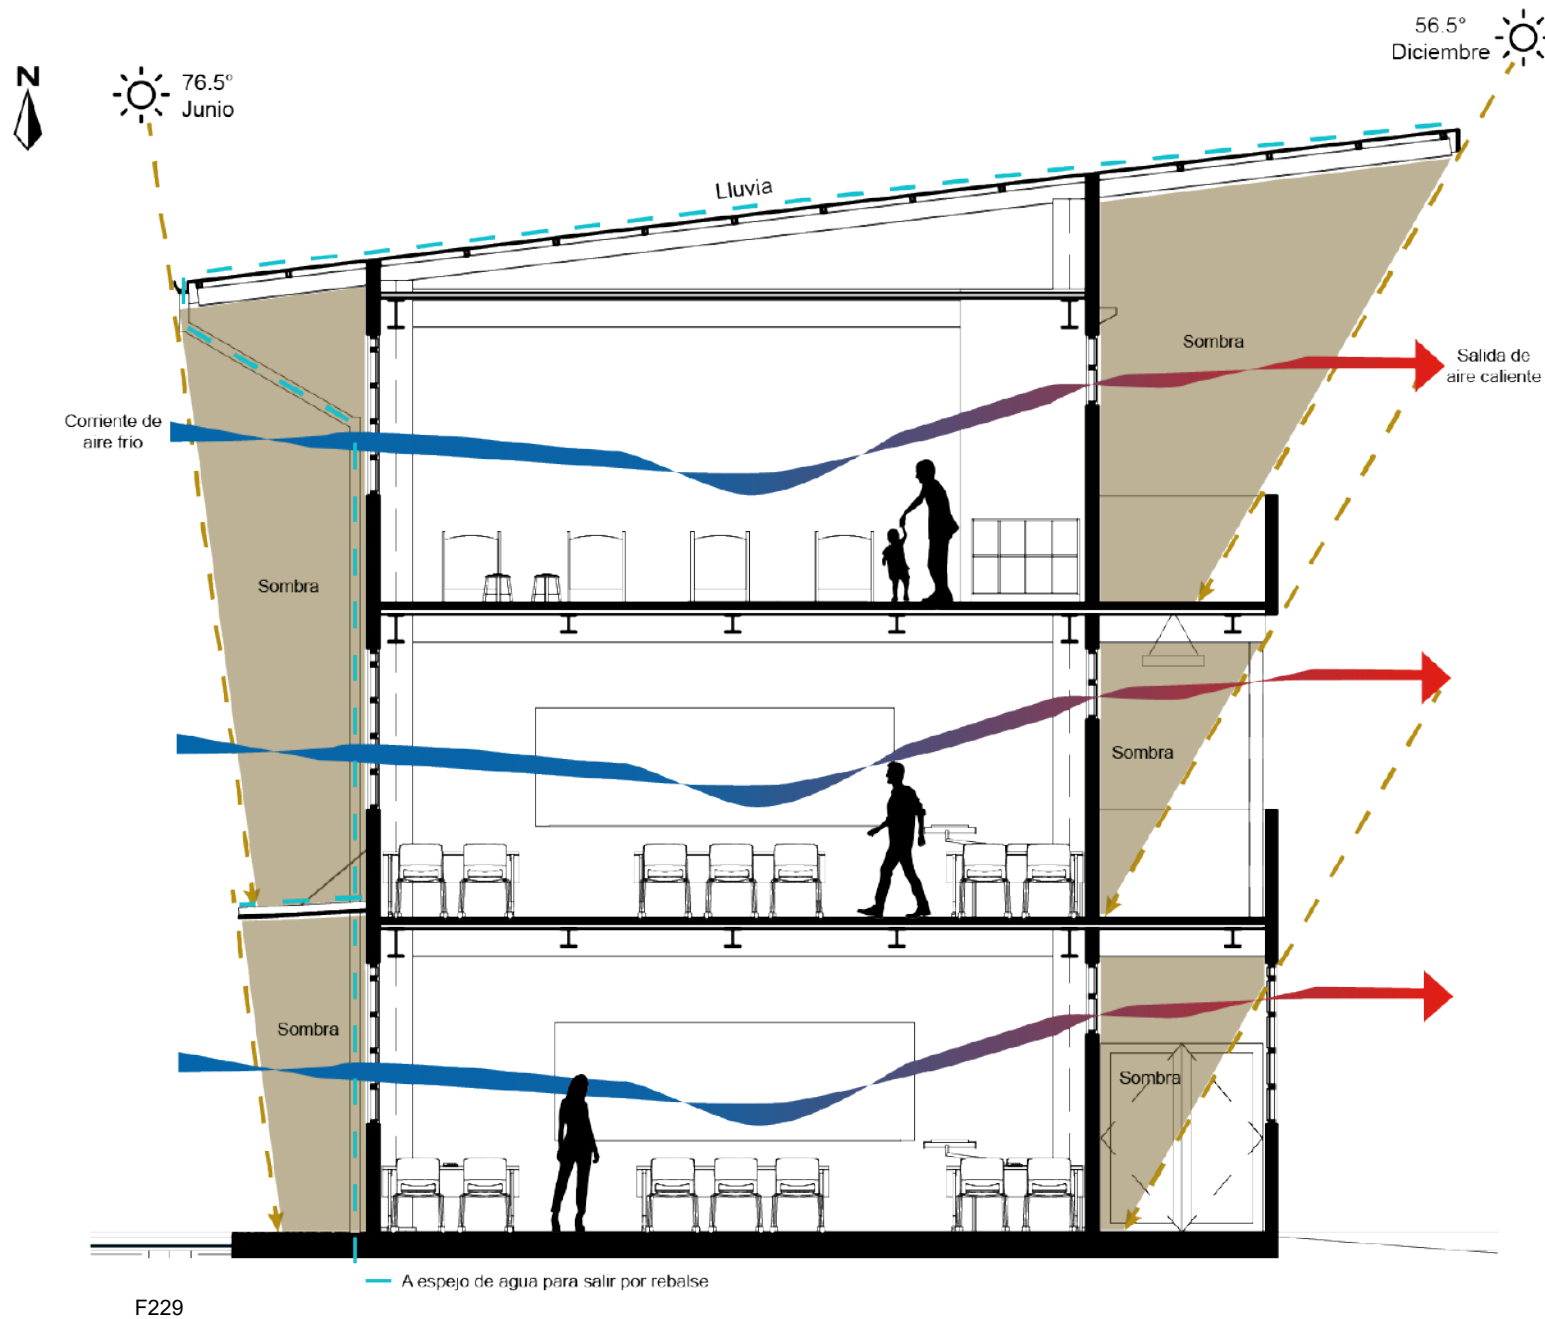 56.5°
Diciembre
N
76.5°
Junio
Lluvia
Sombra
Salida de
aire caliente
Corriente de
aire frio
Sombra
Sombra
Sombra
Sombra
A espejo de agua para salir por rebalse
F229